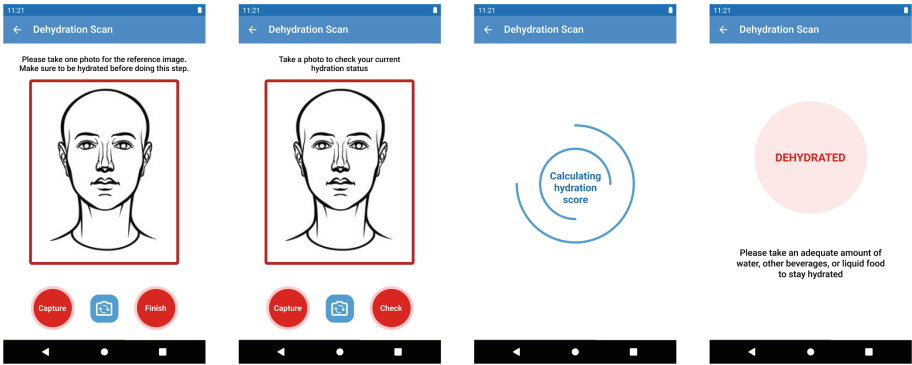 11:21
Dehydration Scan
Please take one photo for the reference image.
Make sure to be hydrated before doing this step.
Capture
Finish
11:21
Dehydration Scan
Take a photo to check your current
hydration status
Capture
Check
11:21
Dehydration Scan
Calculating
hydration
score
11:21
Dehydration Scan
DEHYDRATED
Please take an adequate amount of
water, other beverages, or liquid food
to stay hydrated